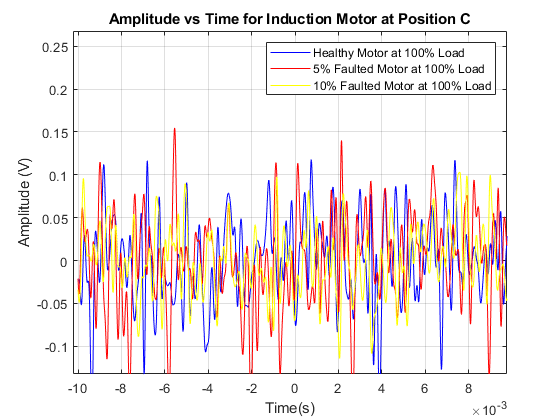 Amplitude vs Time for Induction Motor at Position C
Healthy Motor at 100% Load
5% Faulted Motor at 100% Load
10% Faulted Motor at 100% Load
Amplitude (V)
0.25
0.2
0.15
0.1
0.05
0
-0.05
-0.1
-10 -8 -6 -4 -2 0 2 4 6 8
Time(s)
× 10-3